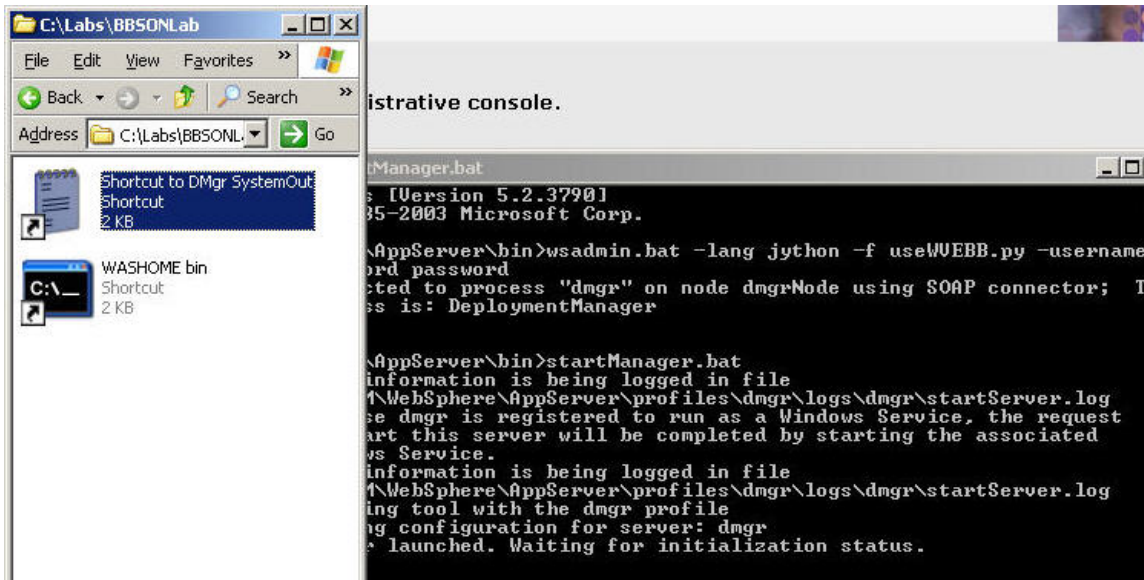 C:\Labs\BBSONLab
File Edit View Favorites »
Back Search »
Address C:\Labs\BBSONL Go
Shortcut to DMgr SystemOut
Shortcut
2 KB
WASHOME bin
Shortcut
2 KB
C:\_
istrative console.
tManager.bat
s [Version 5.2.3790]
35-2003 Microsoft Corp.
\AppServer\bin>wsadmin.bat -lang jython -f useWVEBB.py -username
ord password
cted to process "dmgr" on node dmgrNode using SOAP connector; T
ss is: DeploymentManager
\AppServer\bin>startManager.bat
information is being logged in file
M\WebSphere\AppServer\profiles\dmgr\logs\dmgr\startServer.log
se dmgr is registered to run as a Windows Service, the request
art this server will be completed by starting the associated
ws Service.
information is being logged in file
M\WebSphere\AppServer\profiles\dmgr\logs\dmgr\startServer.log
ing tool with the dmgr profile
ng configuration for server: dmgr
r launched. Waiting for initialization status.